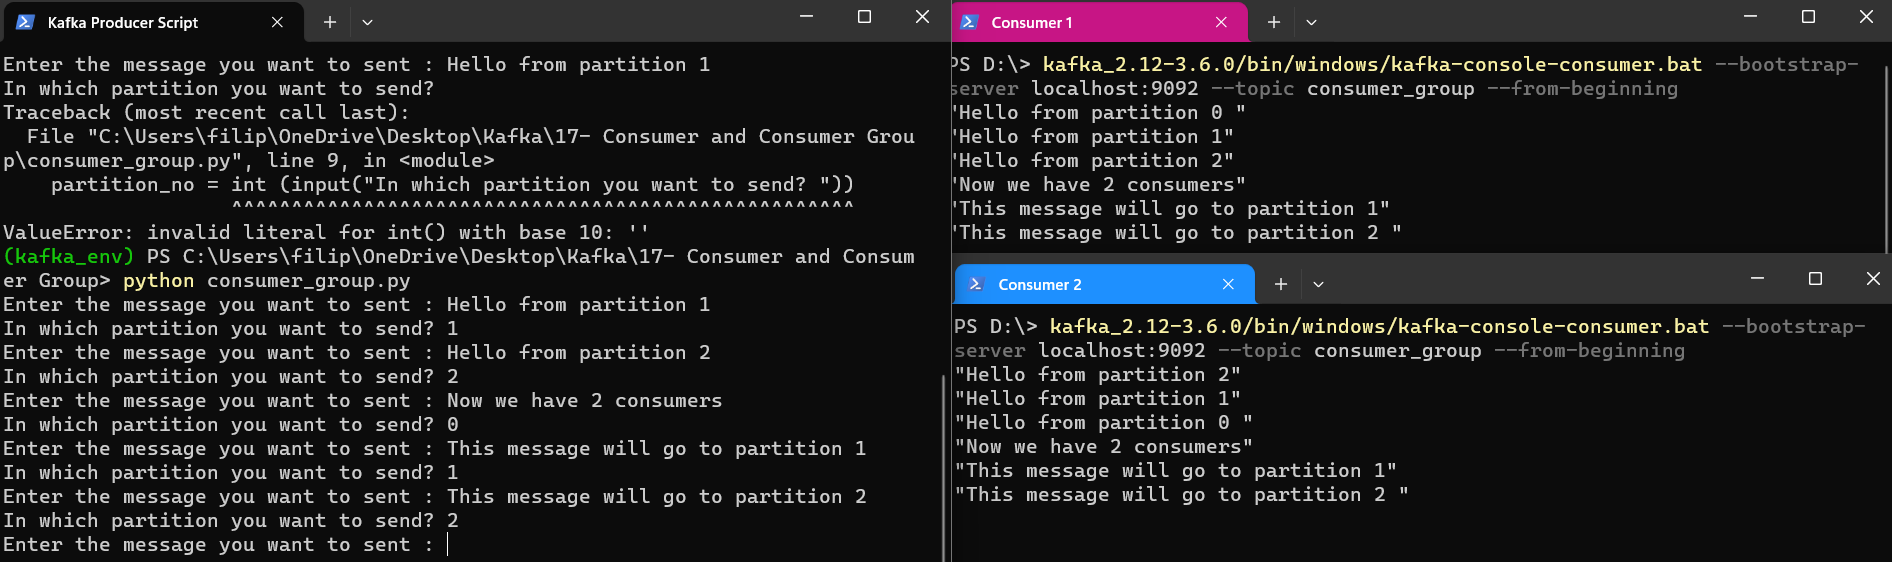 Kafka Producer Script
Enter the message you want to sent : Hello from partition 1
In which partition you want to send?
Traceback (most recent call last):
  File "C:\Users\filip\OneDrive\Desktop\Kafka\17- Consumer and Consumer Grou
p\consumer_group.py", line 9, in <module>
    partition_no = int (input("In which partition you want to send? "))
                   ^^^^^^^^^^^^^^^^^^^^^^^^^^^^^^^^^^^^^^^^^^^^^^^^^^^^
ValueError: invalid literal for int() with base 10: ''
(kafka_env) PS C:\Users\filip\OneDrive\Desktop\Kafka\17- Consumer and Consum
er Group> python consumer_group.py
Enter the message you want to sent : Hello from partition 1
In which partition you want to send? 1
Enter the message you want to sent : Hello from partition 2
In which partition you want to send? 2
Enter the message you want to sent : Now we have 2 consumers
In which partition you want to send? 0
Enter the message you want to sent : This message will go to partition 1
In which partition you want to send? 1
Enter the message you want to sent : This message will go to partition 2
In which partition you want to send? 2
Enter the message you want to sent :
Consumer 1
PS D:\> kafka_2.12-3.6.0/bin/windows/kafka-console-consumer.bat --bootstrap-
server localhost:9092 --topic consumer_group --from-beginning
"Hello from partition 0 "
"Hello from partition 1"
"Hello from partition 2"
"Now we have 2 consumers"
"This message will go to partition 1"
"This message will go to partition 2 "
Consumer 2
PS D:\> kafka_2.12-3.6.0/bin/windows/kafka-console-consumer.bat --bootstrap-
server localhost:9092 --topic consumer_group --from-beginning
"Hello from partition 2"
"Hello from partition 1"
"Hello from partition 0 "
"Now we have 2 consumers"
"This message will go to partition 1"
"This message will go to partition 2 "